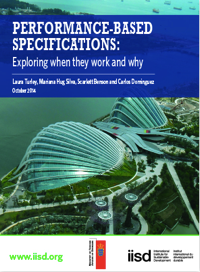 PERFORMANCE-BASED
SPECIFICATIONS:
Exploring when they work and why
Laura Turley, Mariana Hug Silva, Scarlett Benson and Carlos Dominguez
October 2014
www.iisd.org
iisd
International
Institute for
Sustainable
Development
Institut
international du
développement
durable